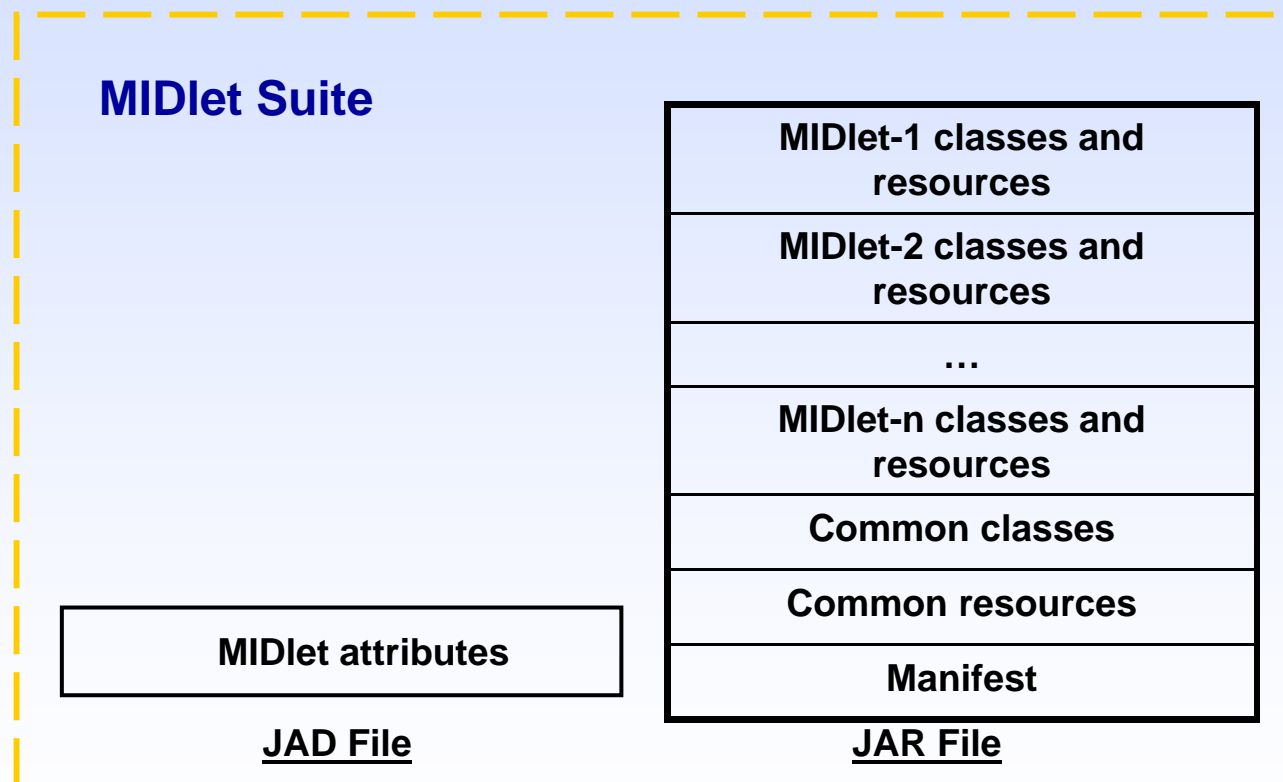 MIDlet Suite
MIDlet-1 classes and
resources
MIDlet-2 classes and
resources
…
MIDlet-n classes and
resources
Common classes
Common resources
Manifest
MIDlet attributes
JAD File
JAR File